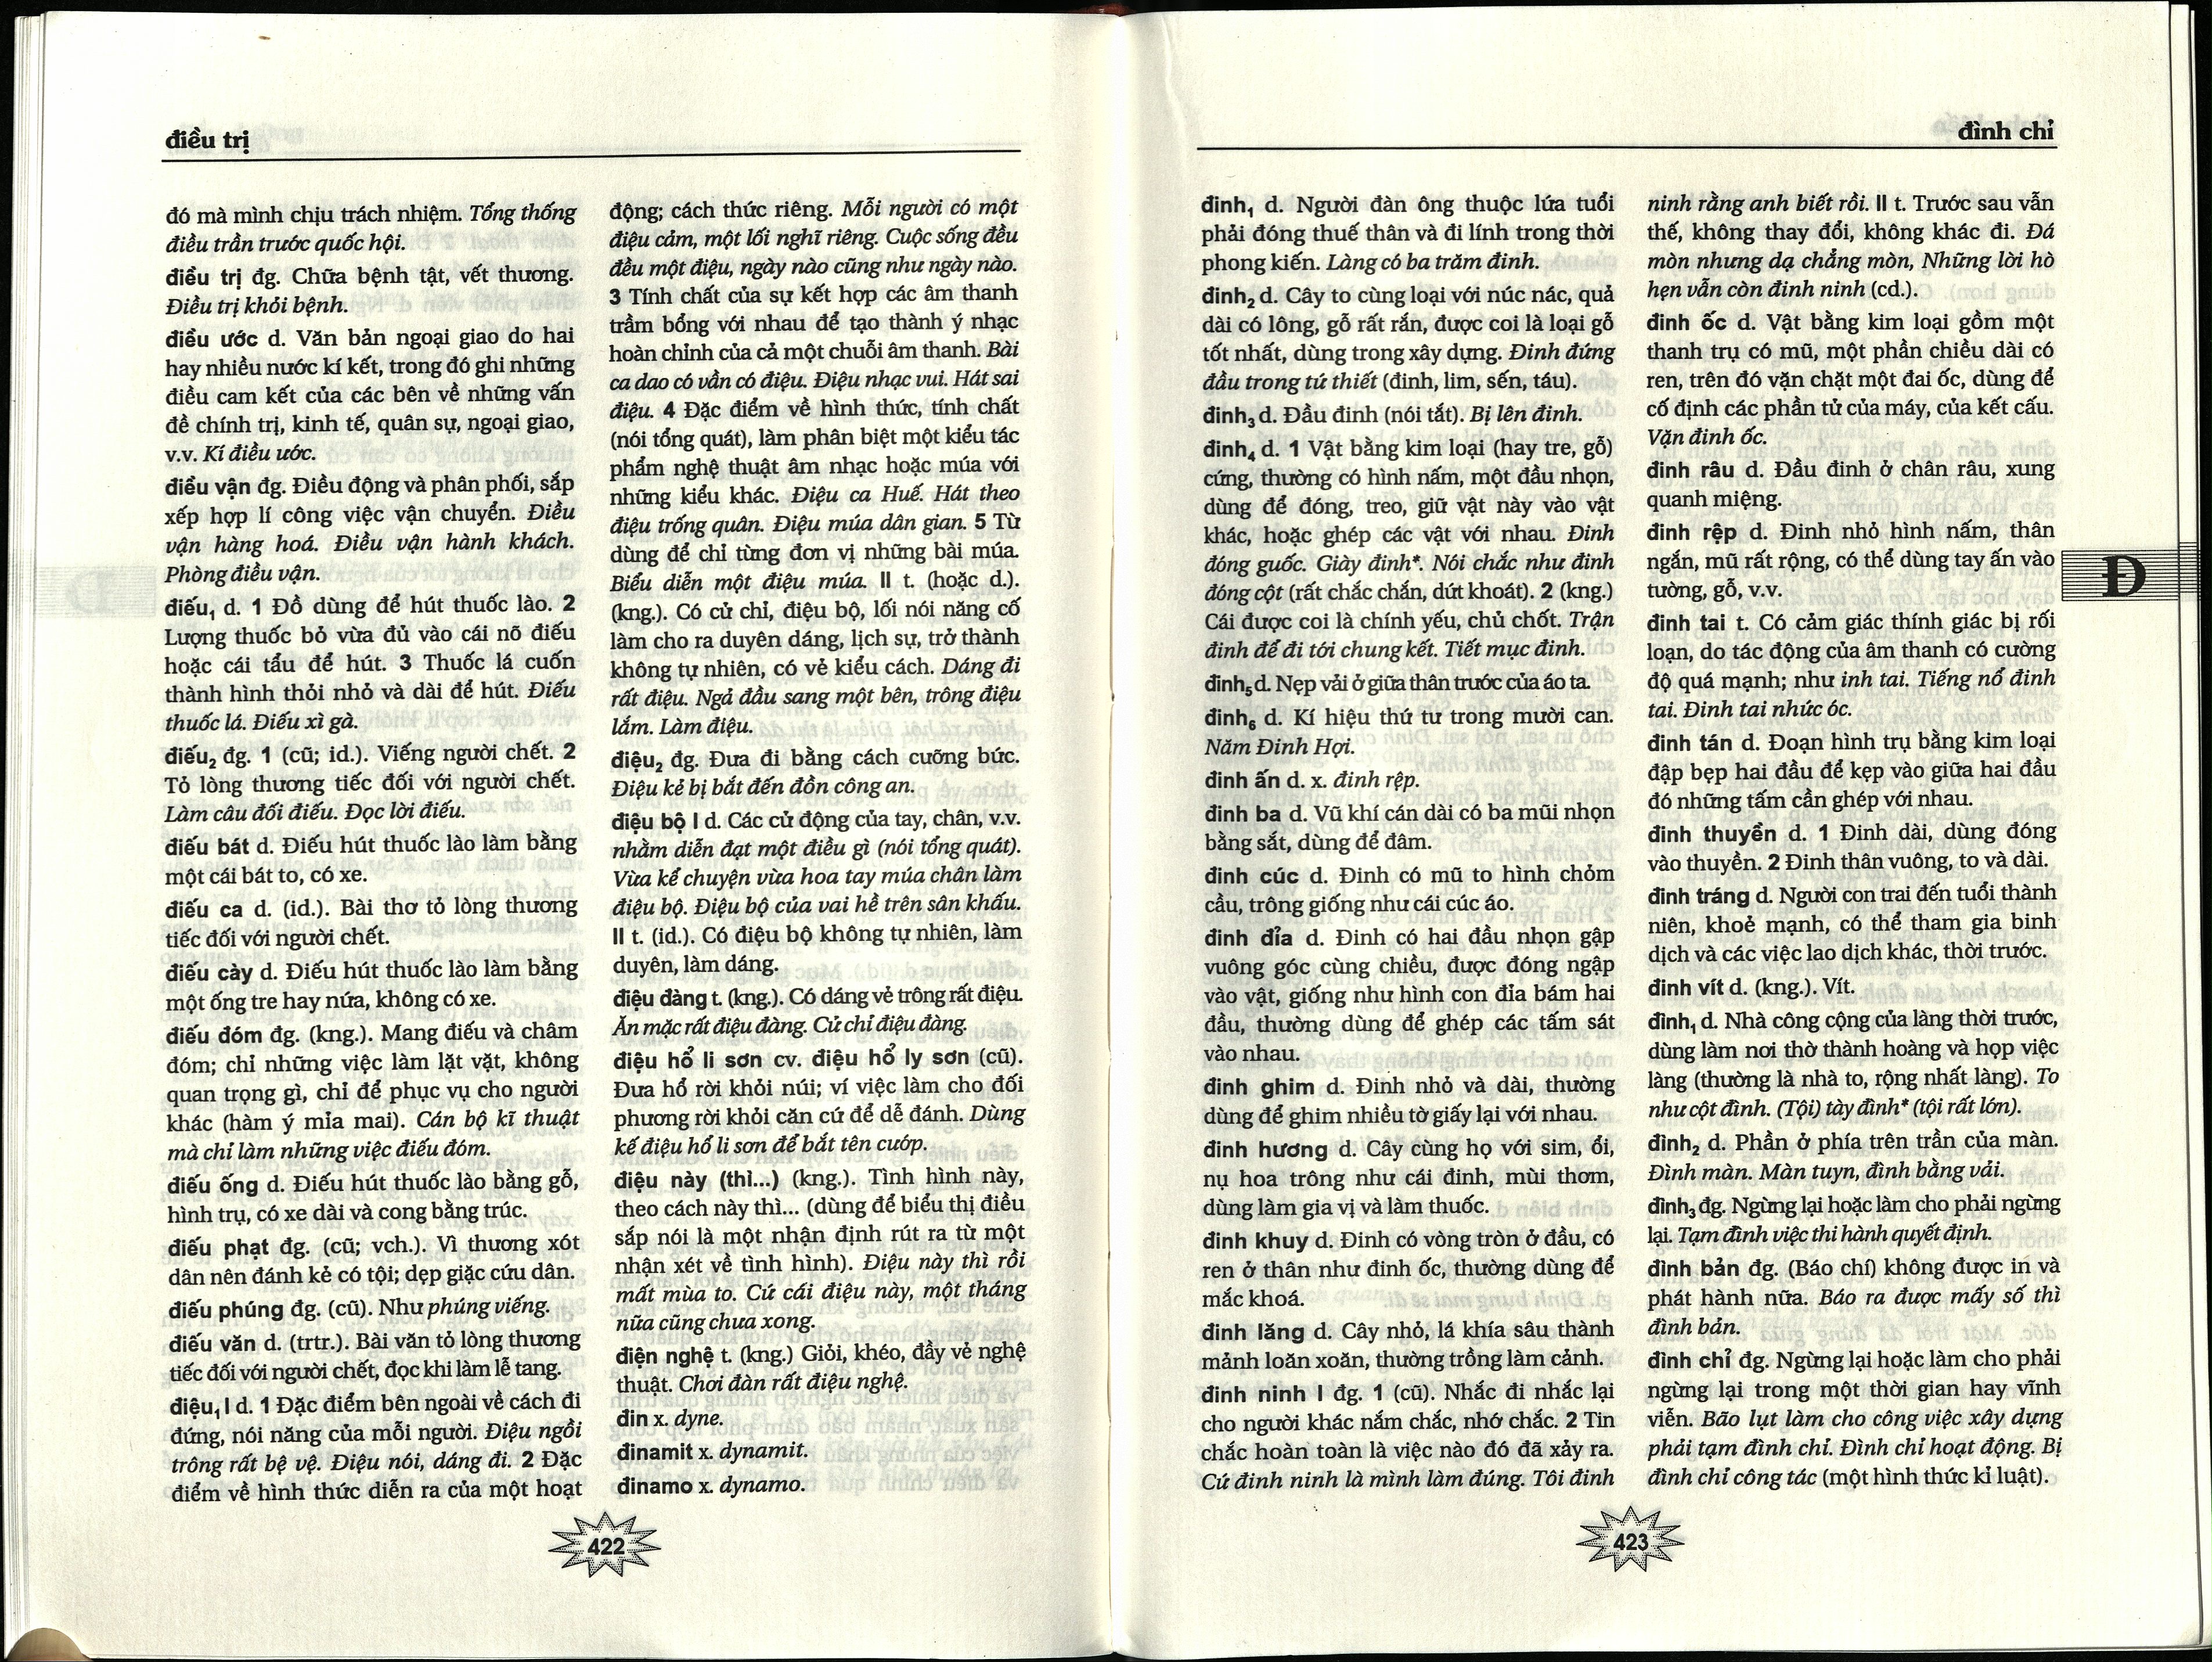 điều trị
đó mà mình chịu trách nhiệm. Tổng thống
điều trần trước quốc hội.
điều trị đg. Chữa bệnh tật, vết thương.
Điều trị khỏi bệnh.
điều ước d. Văn bản ngoại giao do hai
hay nhiều nước kí kết, trong đó ghi những
điều cam kết của các bên về những vấn
đề chính trị, kinh tế, quân sự, ngoại giao,
v.v. Kí điều ước.
điều vận đg. Điều động và phân phối, sắp
xếp hợp lí công việc vận chuyển. Điều
vận hàng hoá. Điều vận hành khách.
Phòng điều vận.
điếu₁ d. 1 Đồ dùng để hút thuốc lào. 2
Lượng thuốc bỏ vừa đủ vào cái nõ điếu
hoặc cái tẩu để hút. 3 Thuốc lá cuốn
thành hình thỏi nhỏ và dài để hút. Điếu
thuốc lá. Điếu xì gà.
điếu₂ đg. 1 (cũ; id.). Viếng người chết. 2
Tỏ lòng thương tiếc đối với người chết.
Làm câu đối điếu. Đọc lời điếu.
điếu bát d. Điếu hút thuốc lào làm bằng
một cái bát to, có xe.
điếu ca d. (id.). Bài thơ tỏ lòng thương
tiếc đối với người chết.
điếu cày d. Điếu hút thuốc lào làm bằng
một ống tre hay nứa, không có xe.
điếu đóm đg. (kng.). Mang điếu và châm
đóm; chỉ những việc làm lặt vặt, không
quan trọng gì, chỉ để phục vụ cho người
khác (hàm ý mỉa mai). Cán bộ kĩ thuật
mà chỉ làm những việc điếu đóm.
điếu ống d. Điếu hút thuốc lào bằng gỗ,
hình trụ, có xe dài và cong bằng trúc.
điếu phạt đg. (cũ; vch.). Vì thương xót
dân nên đánh kẻ có tội; dẹp giặc cứu dân.
điếu phúng đg. (cũ). Như phúng viếng.
điếu văn d. (trtr.). Bài văn tỏ lòng thương
tiếc đối với người chết, đọc khi làm lễ tang.
điệu₁ I d. 1 Đặc điểm bên ngoài về cách đi
đứng, nói năng của mỗi người. Điệu ngồi
trông rất bệ vệ. Điệu nói, dáng đi. 2 Đặc
điểm về hình thức diễn ra của một hoạt
động; cách thức riêng. Mỗi người có một
điệu cảm, một lối nghĩ riêng. Cuộc sống đều
đều một điệu, ngày nào cũng như ngày nào.
3 Tính chất của sự kết hợp các âm thanh
trầm bổng với nhau để tạo thành ý nhạc
hoàn chỉnh của cả một chuỗi âm thanh. Bài
ca dao có vần có điệu. Điệu nhạc vui. Hát sai
điệu. 4 Đặc điểm về hình thức, tính chất
(nói tổng quát), làm phân biệt một kiểu tác
phẩm nghệ thuật âm nhạc hoặc múa với
những kiểu khác. Điệu ca Huế. Hát theo
điệu trống quân. Điệu múa dân gian. 5 Từ
dùng để chỉ từng đơn vị những bài múa.
Biểu diễn một điệu múa. II t. (hoặc d.).
(kng.). Có cử chỉ, điệu bộ, lối nói năng cố
làm cho ra duyên dáng, lịch sự, trở thành
không tự nhiên, có vẻ kiểu cách. Dáng đi
rất điệu. Ngả đầu sang một bên, trông điệu
lắm. Làm điệu.
điệu₂ đg. Đưa đi bằng cách cưỡng bức.
Điệu kẻ bị bắt đến đồn công an.
điệu bộ I d. Các cử động của tay, chân, v.v.
nhằm diễn đạt một điều gì (nói tổng quát).
Vừa kể chuyện vừa hoa tay múa chân làm
điệu bộ. Điệu bộ của vai hề trên sân khấu.
II t. (id.). Có điệu bộ không tự nhiên, làm
duyên, làm dáng.
điệu đàng t. (kng.). Có dáng vẻ trông rất điệu.
Ăn mặc rất điệu đàng. Cử chỉ điệu đàng.
điệu hổ li sơn cv. điệu hổ ly sơn (cũ).
Đưa hổ rời khỏi núi; ví việc làm cho đối
phương rời khỏi căn cứ để dễ đánh. Dùng
kế điệu hổ li sơn để bắt tên cướp.
điệu này (thì...) (kng.). Tình hình này,
theo cách này thì... (dùng để biểu thị điều
sắp nói là một nhận định rút ra từ một
nhận xét về tình hình). Điệu này thì rồi
mất mùa to. Cứ cái điệu này, một tháng
nữa cũng chưa xong.
điện nghệ t. (kng.) Giỏi, khéo, đầy vẻ nghệ
thuật. Chơi đàn rất điệu nghệ.
đin x. dyne.
đinamit x. dynamit.
đinamo x. dynamo.
422
đình chỉ
đinh₁ d. Người đàn ông thuộc lứa tuổi
phải đóng thuế thân và đi lính trong thời
phong kiến. Làng có ba trăm đinh.
đinh₂ d. Cây to cùng loại với núc nác, quả
dài có lông, gỗ rất rắn, được coi là loại gỗ
tốt nhất, dùng trong xây dựng. Đinh đứng
đầu trong tứ thiết (đinh, lim, sến, táu).
đinh₃ d. Đầu đinh (nói tắt). Bị lên đinh.
đinh₄ d. 1 Vật bằng kim loại (hay tre, gỗ)
cứng, thường có hình nấm, một đầu nhọn,
dùng để đóng, treo, giữ vật này vào vật
khác, hoặc ghép các vật với nhau. Đinh
đóng guốc. Giày đinh*. Nói chắc như đinh
đóng cột (rất chắc chắn, dứt khoát). 2 (kng.)
Cái được coi là chính yếu, chủ chốt. Trận
đinh để đi tới chung kết. Tiết mục đinh.
đinh₅ d. Nẹp vải ở giữa thân trước của áo ta.
đinh₆ d. Kí hiệu thứ tư trong mười can.
Năm Đinh Hợi.
đinh ấn d. x. đinh rệp.
đinh ba d. Vũ khí cán dài có ba mũi nhọn
bằng sắt, dùng để đâm.
đinh cúc d. Đinh có mũ to hình chỏm
cầu, trông giống như cái cúc áo.
đinh đỉa d. Đinh có hai đầu nhọn gập
vuông góc cùng chiều, được đóng ngập
vào vật, giống như hình con đỉa bám hai
đầu, thường dùng để ghép các tấm sát
vào nhau.
đinh ghim d. Đinh nhỏ và dài, thường
dùng để ghim nhiều tờ giấy lại với nhau.
đinh hương d. Cây cùng họ với sim, ổi,
nụ hoa trông như cái đinh, mùi thơm,
dùng làm gia vị và làm thuốc.
đinh khuy d. Đinh có vòng tròn ở đầu, có
ren ở thân như đinh ốc, thường dùng để
mắc khoá.
đinh lăng d. Cây nhỏ, lá khía sâu thành
mảnh loăn xoăn, thường trồng làm cảnh.
đinh ninh I đg. 1 (cũ). Nhắc đi nhắc lại
cho người khác nắm chắc, nhớ chắc. 2 Tin
chắc hoàn toàn là việc nào đó đã xảy ra.
Cứ đinh ninh là mình làm đúng. Tôi đinh
ninh rằng anh biết rồi. II t. Trước sau vẫn
thế, không thay đổi, không khác đi. Đá
mòn nhưng dạ chẳng mòn, Những lời hò
hẹn vẫn còn đinh ninh (cd.).
đinh ốc d. Vật bằng kim loại gồm một
thanh trụ có mũ, một phần chiều dài có
ren, trên đó vặn chặt một đai ốc, dùng để
cố định các phần tử của máy, của kết cấu.
Vặn đinh ốc.
đinh râu d. Đầu đinh ở chân râu, xung
quanh miệng.
đinh rệp d. Đinh nhỏ hình nấm, thân
ngắn, mũ rất rộng, có thể dùng tay ấn vào
tường, gỗ, v.v.
đinh tai t. Có cảm giác thính giác bị rối
loạn, do tác động của âm thanh có cường
độ quá mạnh; như inh tai. Tiếng nổ đinh
tai. Đinh tai nhức óc.
đinh tán d. Đoạn hình trụ bằng kim loại
đập bẹp hai đầu để kẹp vào giữa hai đầu
đó những tấm cần ghép với nhau.
đinh thuyền d. 1 Đinh dài, dùng đóng
vào thuyền. 2 Đinh thân vuông, to và dài.
đinh tráng d. Người con trai đến tuổi thành
niên, khoẻ mạnh, có thể tham gia binh
dịch và các việc lao dịch khác, thời trước.
đinh vít d. (kng.). Vít.
đình₁ d. Nhà công cộng của làng thời trước,
dùng làm nơi thờ thành hoàng và họp việc
làng (thường là nhà to, rộng nhất làng). To
như cột đình. (Tội) tày đình* (tội rất lớn).
đình₂ d. Phần ở phía trên trần của màn.
Đình màn. Màn tuyn, đình bằng vải.
đình₃ đg. Ngừng lại hoặc làm cho phải ngừng
lại. Tạm đình việc thi hành quyết định.
đình bản đg. (Báo chí) không được in và
phát hành nữa. Báo ra được mấy số thì
đình bản.
đình chỉ đg. Ngừng lại hoặc làm cho phải
ngừng lại trong một thời gian hay vĩnh
viễn. Bão lụt làm cho công việc xây dựng
phải tạm đình chỉ. Đình chỉ hoạt động. Bị
đình chỉ công tác (một hình thức kỉ luật).
Đ
423